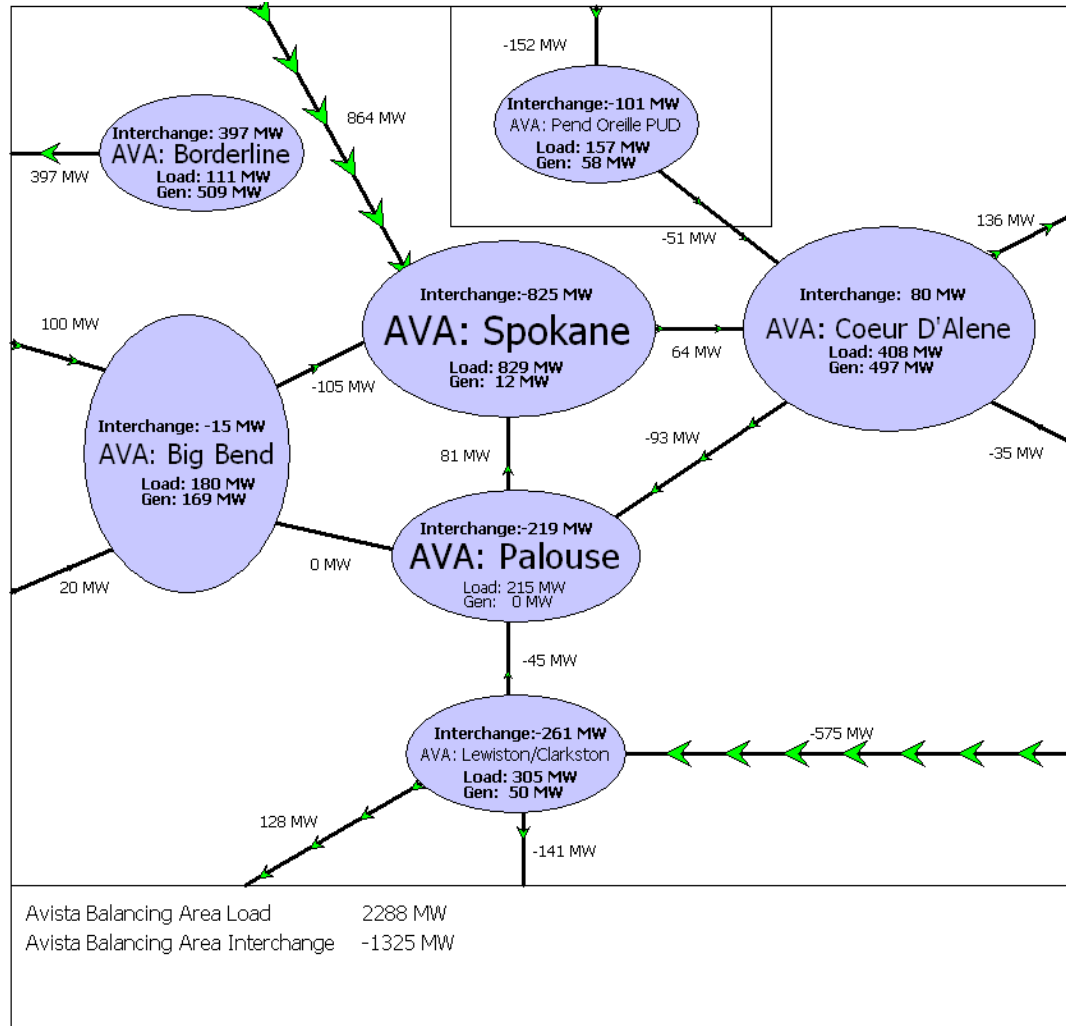 -152 MW
Interchange:-101 MW
AVA: Pend Oreille PUD
Load: 157 MW
Gen: 58 MW
864 MW
Interchange: 397 MW
AVA: Borderline
Load: 111 MW
Gen: 509 MW
397 MW
-51 MW
136 MW
Interchange:-825 MW
AVA: Spokane
Load: 829 MW
Gen: 12 MW
Interchange: 80 MW
AVA: Coeur D'Alene
Load: 408 MW
Gen: 497 MW
100 MW
64 MW
-105 MW
Interchange: -15 MW
AVA: Big Bend
Load: 180 MW
Gen: 169 MW
81 MW
-93 MW
-35 MW
Interchange:-219 MW
AVA: Palouse
Load: 215 MW
Gen: 0 MW
0 MW
20 MW
-45 MW
Interchange:-261 MW
AVA: Lewiston/Clarkston
Load: 305 MW
Gen: 50 MW
-575 MW
128 MW
-141 MW
Avista Balancing Area Load 2288 MW
Avista Balancing Area Interchange -1325 MW